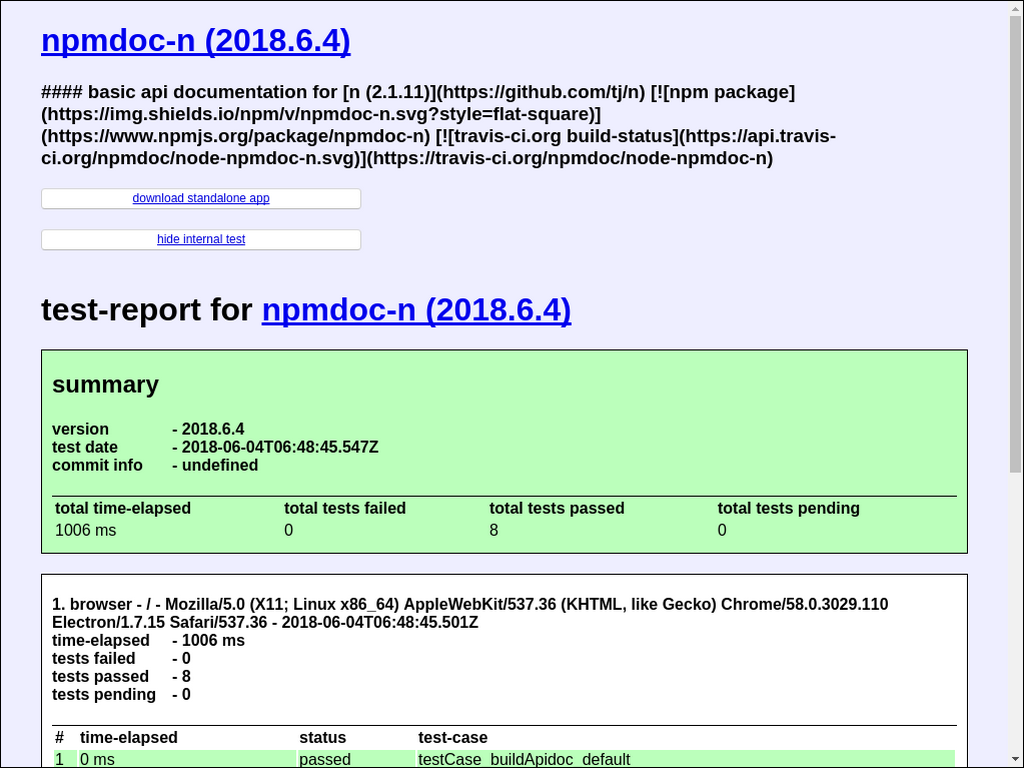 npmdoc-n (2018.6.4)
#### basic api documentation for [n (2.1.11)](https://github.com/tj/n) [![npm package]
(https://img.shields.io/npm/v/npmdoc-n.svg?style=flat-square)]
(https://www.npmjs.org/package/npmdoc-n) [![travis-ci.org build-status](https://api.travis-
ci.org/npmdoc/node-npmdoc-n.svg)](https://travis-ci.org/npmdoc/node-npmdoc-n)
download standalone app
hide internal test
test-report for npmdoc-n (2018.6.4)
summary
version - 2018.6.4
test date - 2018-06-04T06:48:45.547Z
commit info - undefined
total time-elapsed total tests failed total tests passed total tests pending
1006 ms 0 8 0
1. browser - / - Mozilla/5.0 (X11; Linux x86_64) AppleWebKit/537.36 (KHTML, like Gecko) Chrome/58.0.3029.110
Electron/1.7.15 Safari/537.36 - 2018-06-04T06:48:45.501Z
time-elapsed - 1006 ms
tests failed - 0
tests passed - 8
tests pending - 0
# time-elapsed status test-case
1 0 ms passed testCase_buildApidoc_default